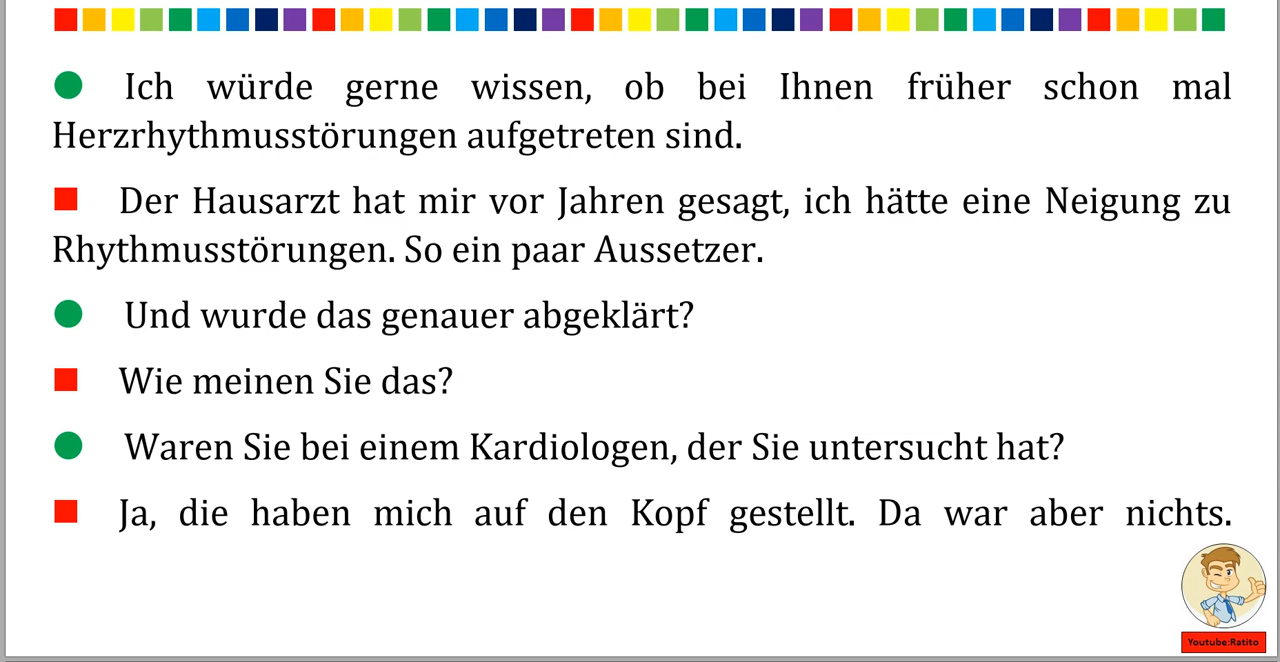 Ich würde gerne wissen, ob bei Ihnen früher schon mal
Herzrhythmusstörungen aufgetreten sind.
Der Hausarzt hat mir vor Jahren gesagt, ich hätte eine Neigung zu
Rhythmusstörungen. So ein paar Aussetzer.
Und wurde das genauer abgeklärt?
Wie meinen Sie das?
Waren Sie bei einem Kardiologen, der Sie untersucht hat?
Ja, die haben mich auf den Kopf gestellt. Da war aber nichts.
Youtube:Ratito